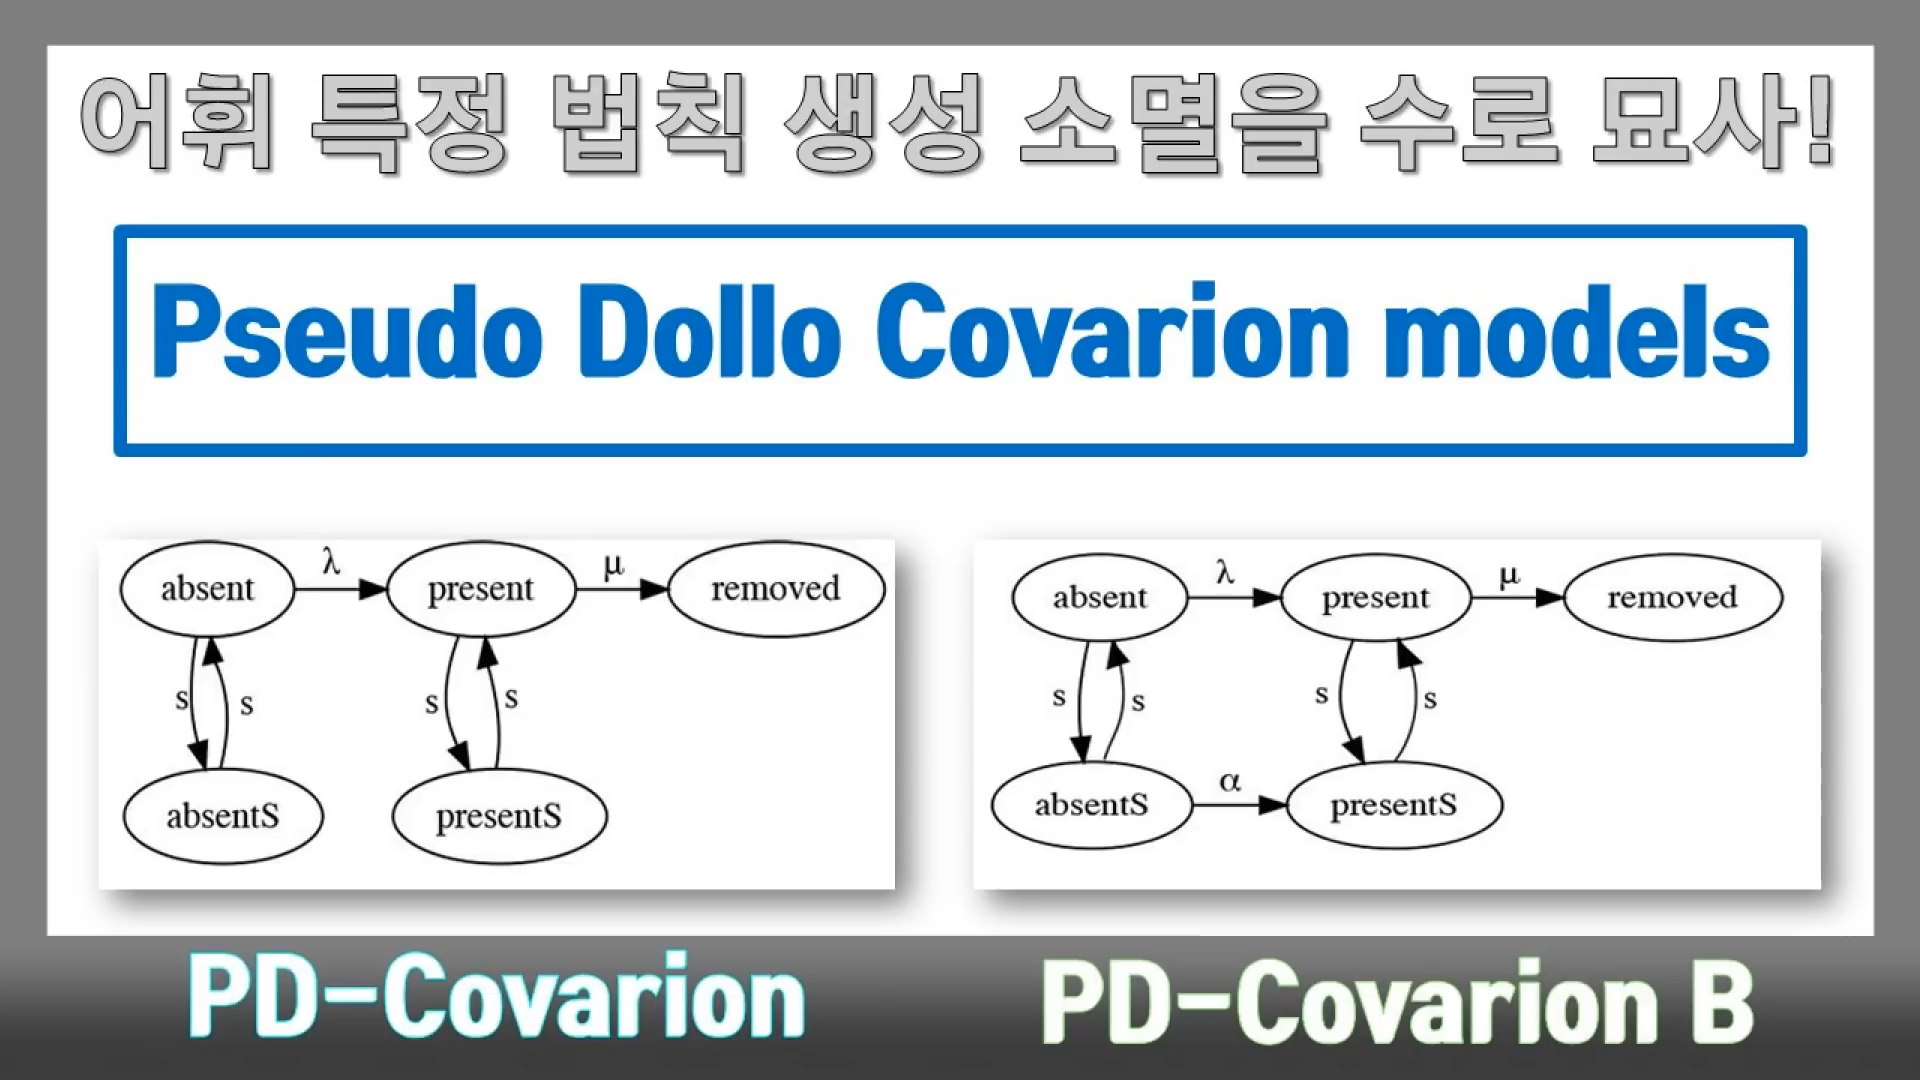 어휘 특정 법칙 생성 소멸을 수로 묘사!
Pseudo Dollo Covarion models
absent λ present μ removed
s s s s
absentS presentS
absent λ present μ removed
s s s s
absentS α presentS
PD-Covarion
PD-Covarion B